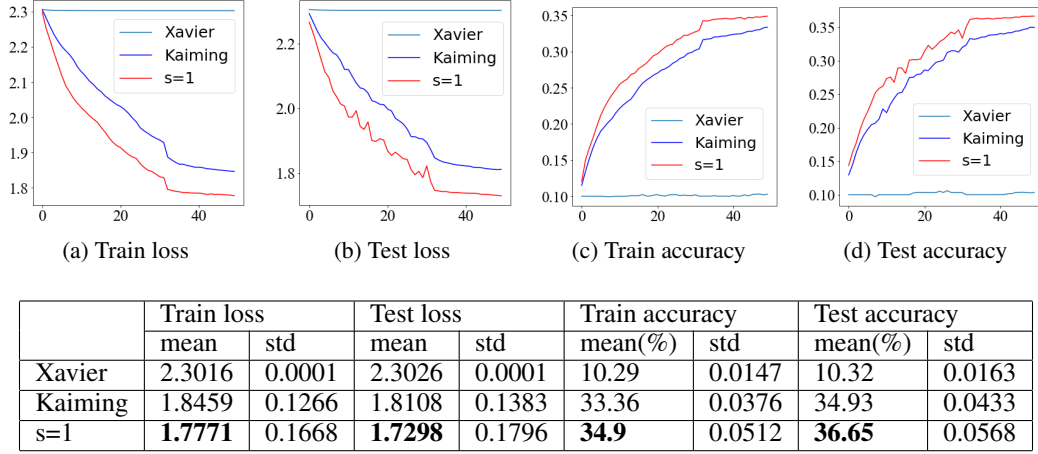 2.3
2.2
2.1
2.0
1.9
1.8
0
20
40
Xavier
Kaiming
s=1
(a) Train loss
2.2
2.0
1.8
0
20
40
Xavier
Kaiming
s=1
(b) Test loss
0.35
0.30
0.25
0.20
0.15
0.10
0
20
40
Xavier
Kaiming
s=1
(c) Train accuracy
0.35
0.30
0.25
0.20
0.15
0.10
0
20
40
Xavier
Kaiming
s=1
(d) Test accuracy
Train loss Test loss Train accuracy Test accuracy
mean std mean std mean(%) std mean(%) std
Xavier 2.3016 0.0001 2.3026 0.0001 10.29 0.0147 10.32 0.0163
Kaiming 1.8459 0.1266 1.8108 0.1383 33.36 0.0376 34.93 0.0433
s=1 1.7771 0.1668 1.7298 0.1796 34.9 0.0512 36.65 0.0568